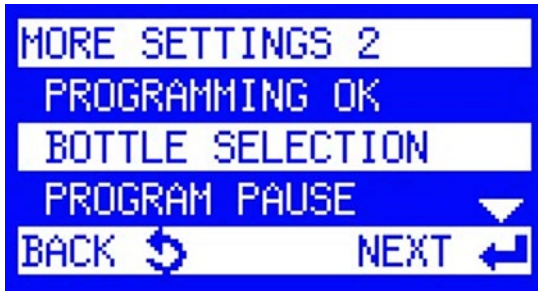 MORE SETTINGS 2
PROGRAMMING OK
BOTTLE SELECTION
PROGRAM PAUSE
BACK NEXT